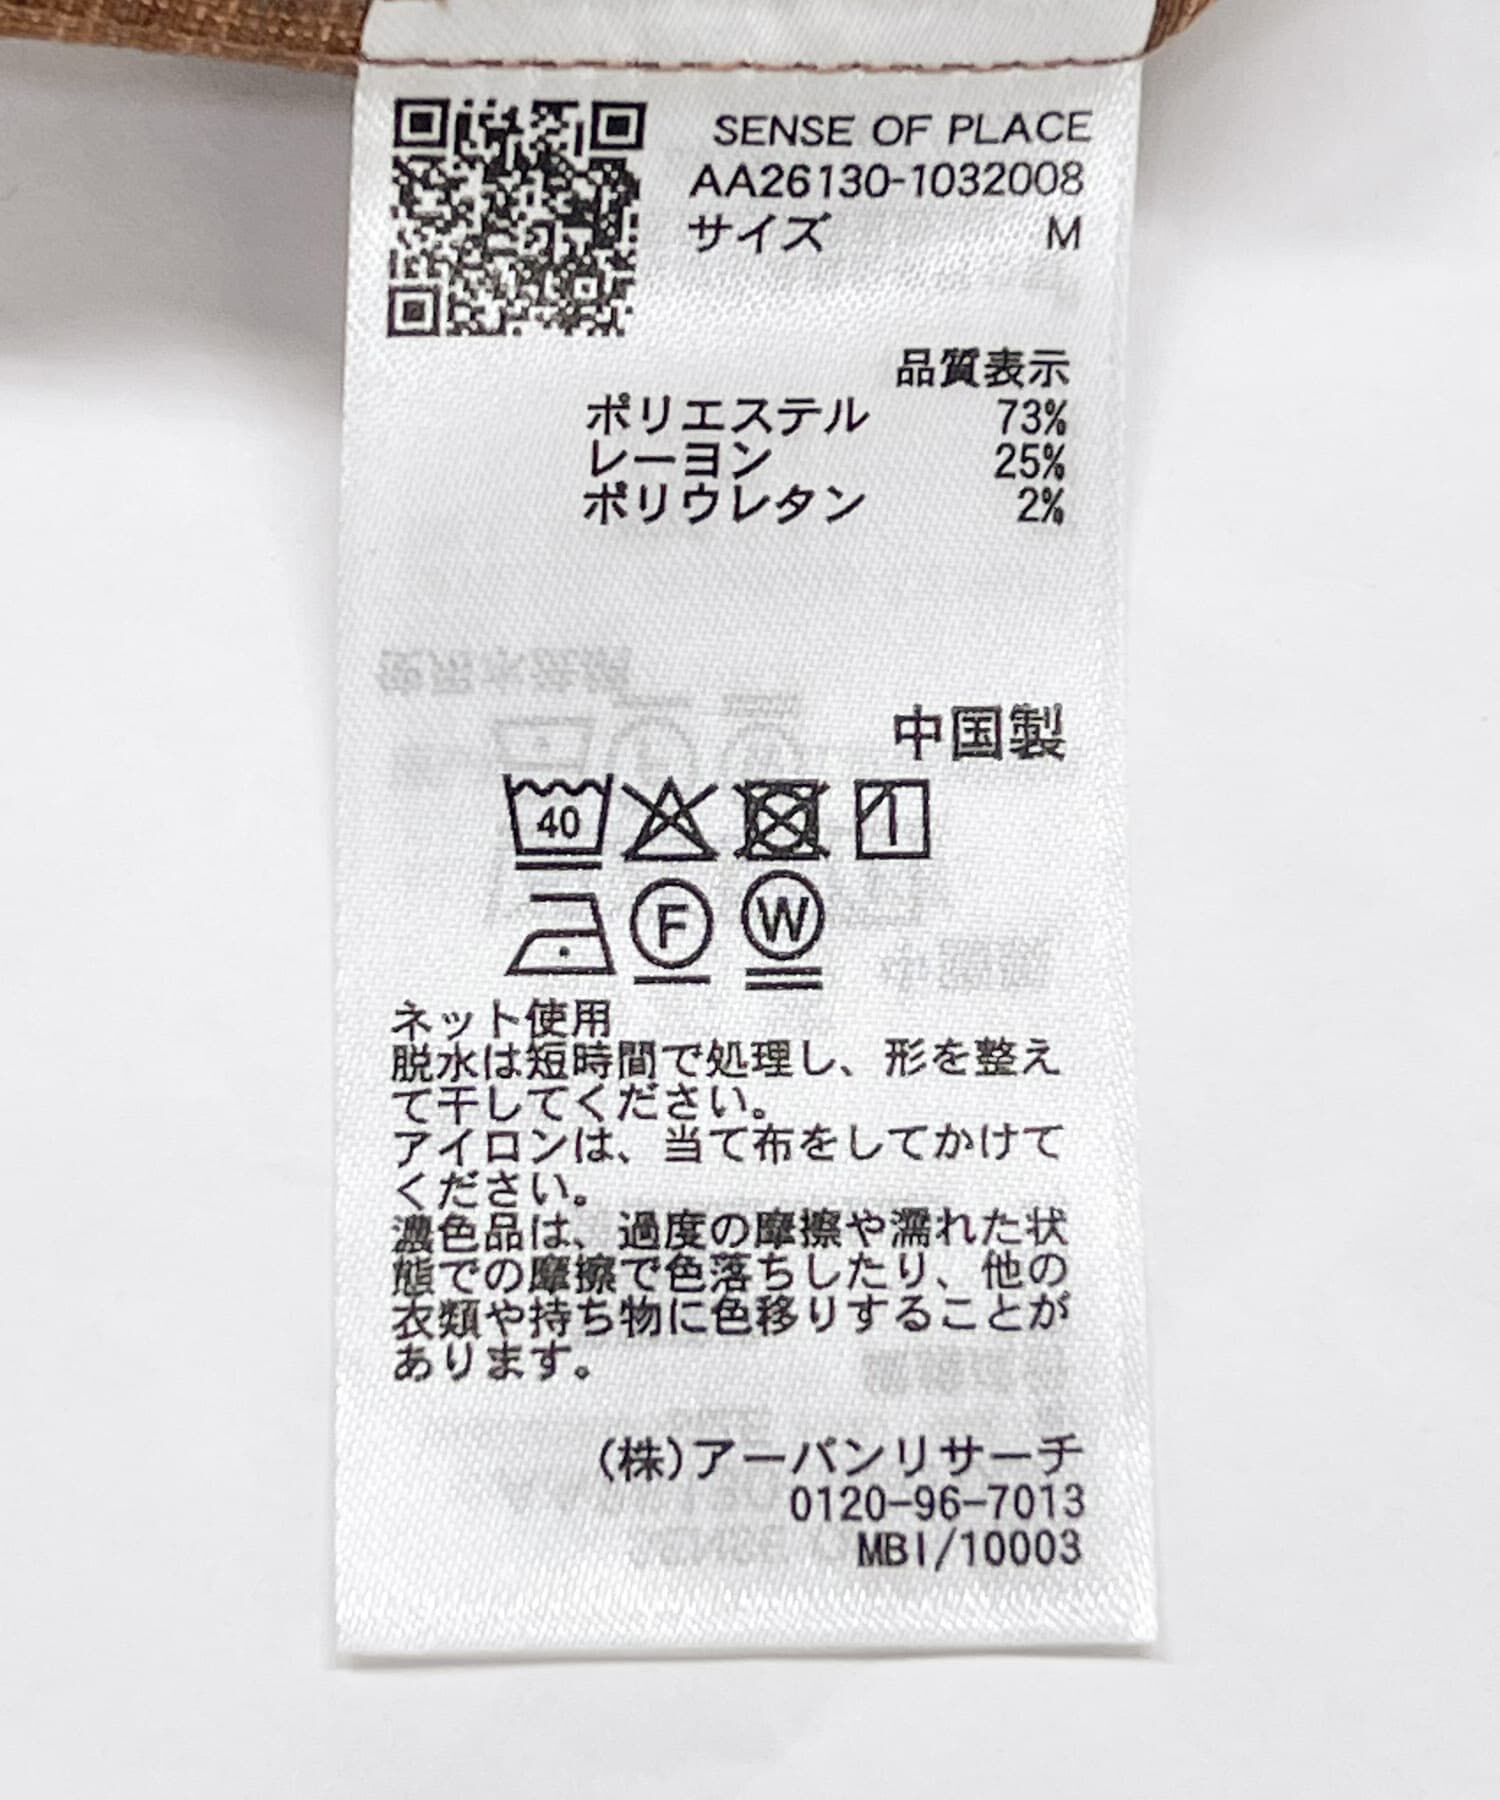 SENSE OF PLACE
AA26130-1032008
サイズ M
品質表示
ポリエステル 73%
レーヨン 25%
ポリウレタン 2%
中国製
40
F W
ネット使用
脱水は短時間で処理し、形を整え
て干してください。
アイロンは、当て布をしてかけて
ください。
濃色品は、過度の摩擦や濡れた状
態での摩擦で色落ちしたり、他の
衣類や持ち物に色移りすることが
あります。
(株)アーバンリサーチ
0120-96-7013
MBI/10003